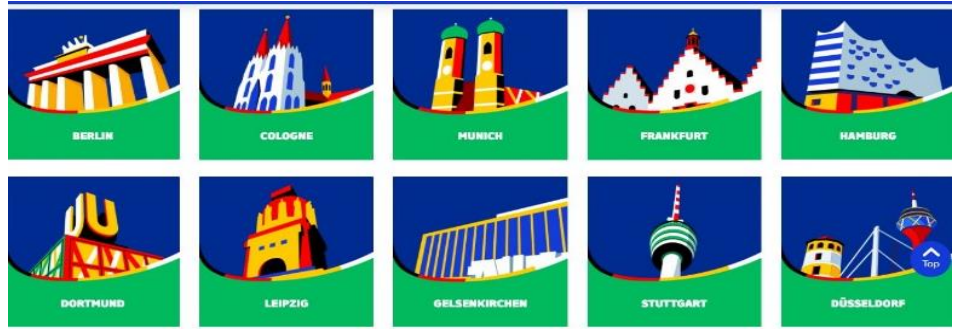 BERLIN
COLOGNE
MUNICH
FRANKFURT
HAMBURG
U
DORTMUND
LEIPZIG
GELSENKIRCHEN
STUTTGART
DÜSSELDORF
Top